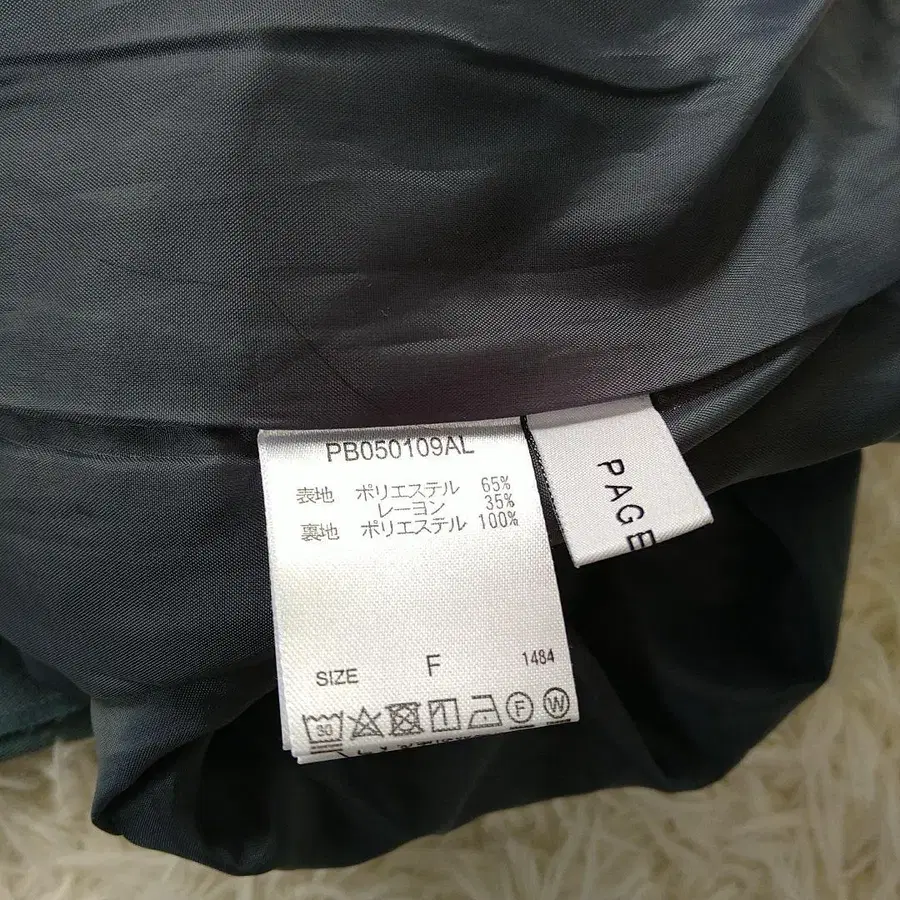 PB050109AL
表地 ポリエステル 65%
レーヨン 35%
裏地 ポリエステル 100%
SIZE F 1484
30 F W
PAGE